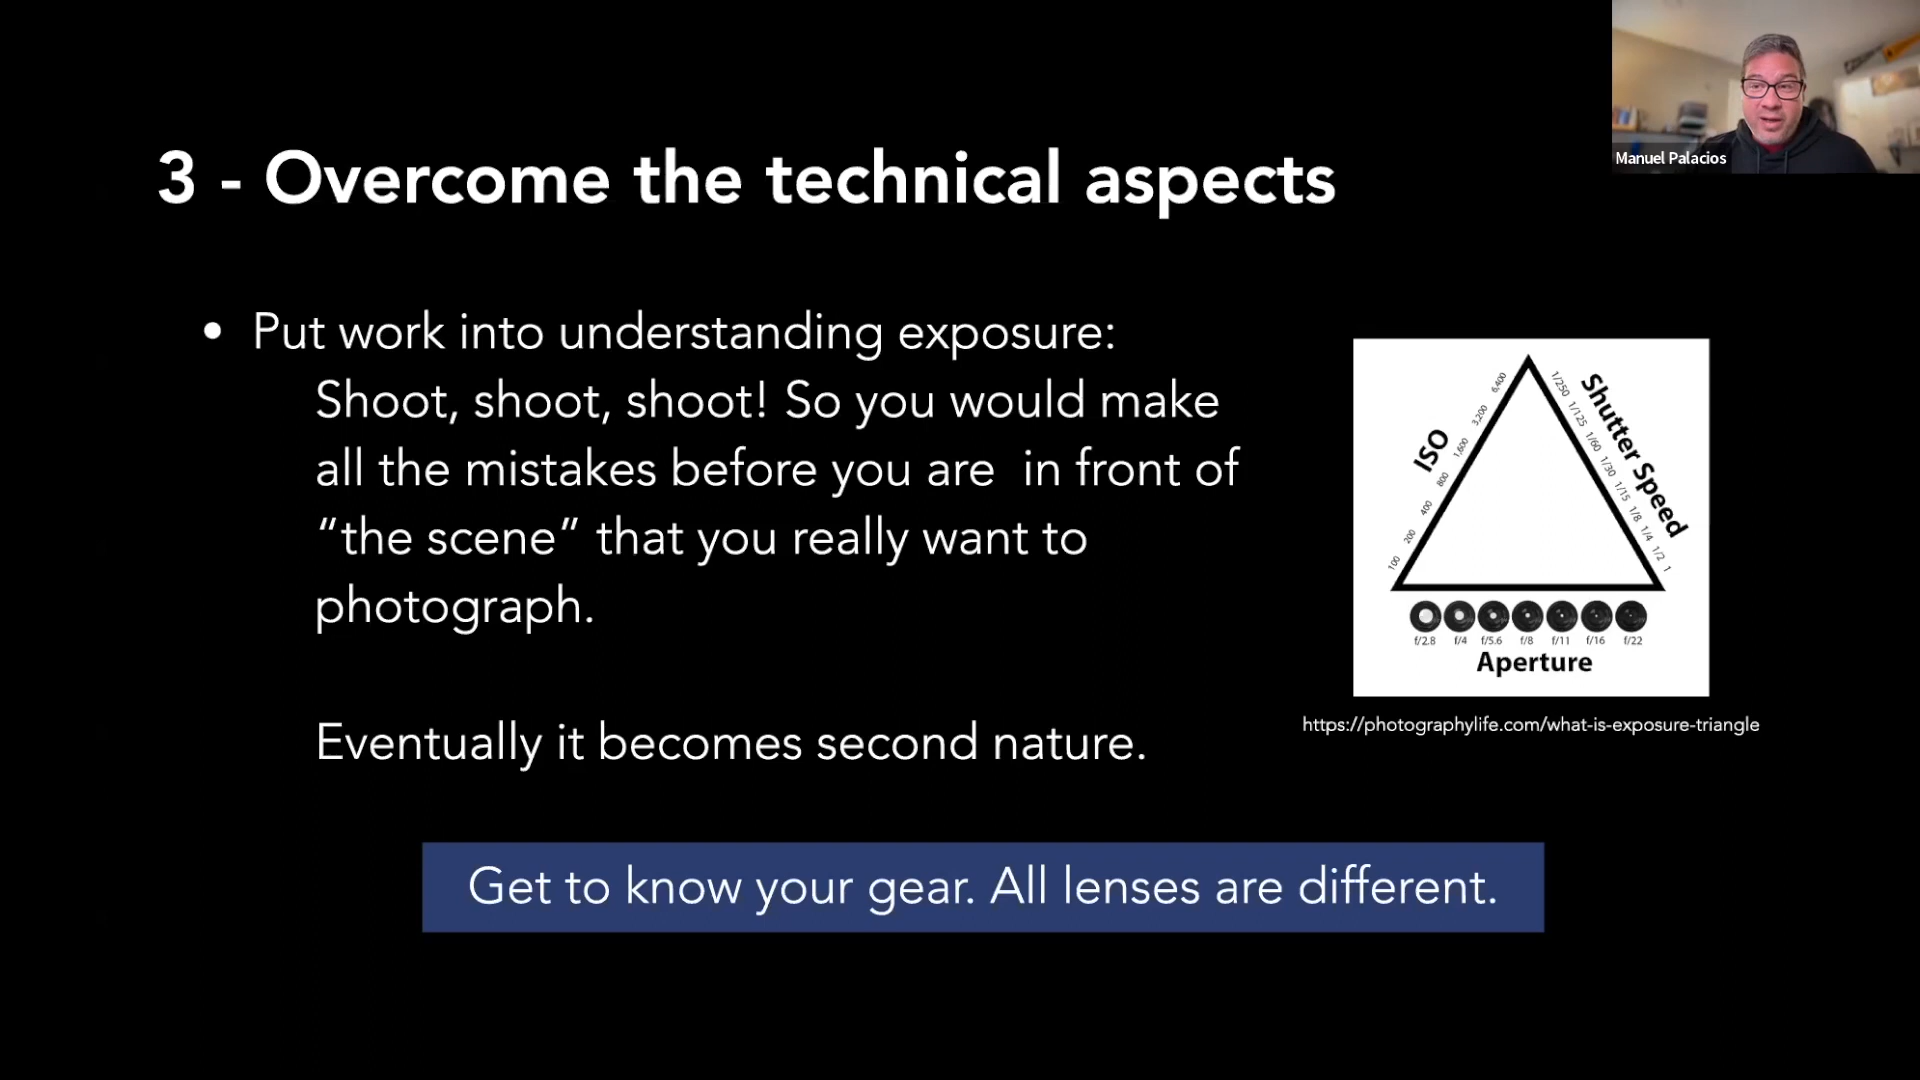 Manuel Palacios
3 - Overcome the technical aspects
• Put work into understanding exposure:
Shoot, shoot, shoot! So you would make
all the mistakes before you are  in front of
“the scene” that you really want to
photograph.
Eventually it becomes second nature.
ISO
100 200 400 800 1,600 3,200 6,400
Shutter Speed
1/250 1/125 1/60 1/30 1/15 1/8 1/4 1/2 1
f/2.8 f/4 f/5.6 f/8 f/11 f/16 f/22
Aperture
https://photographylife.com/what-is-exposure-triangle
Get to know your gear. All lenses are different.